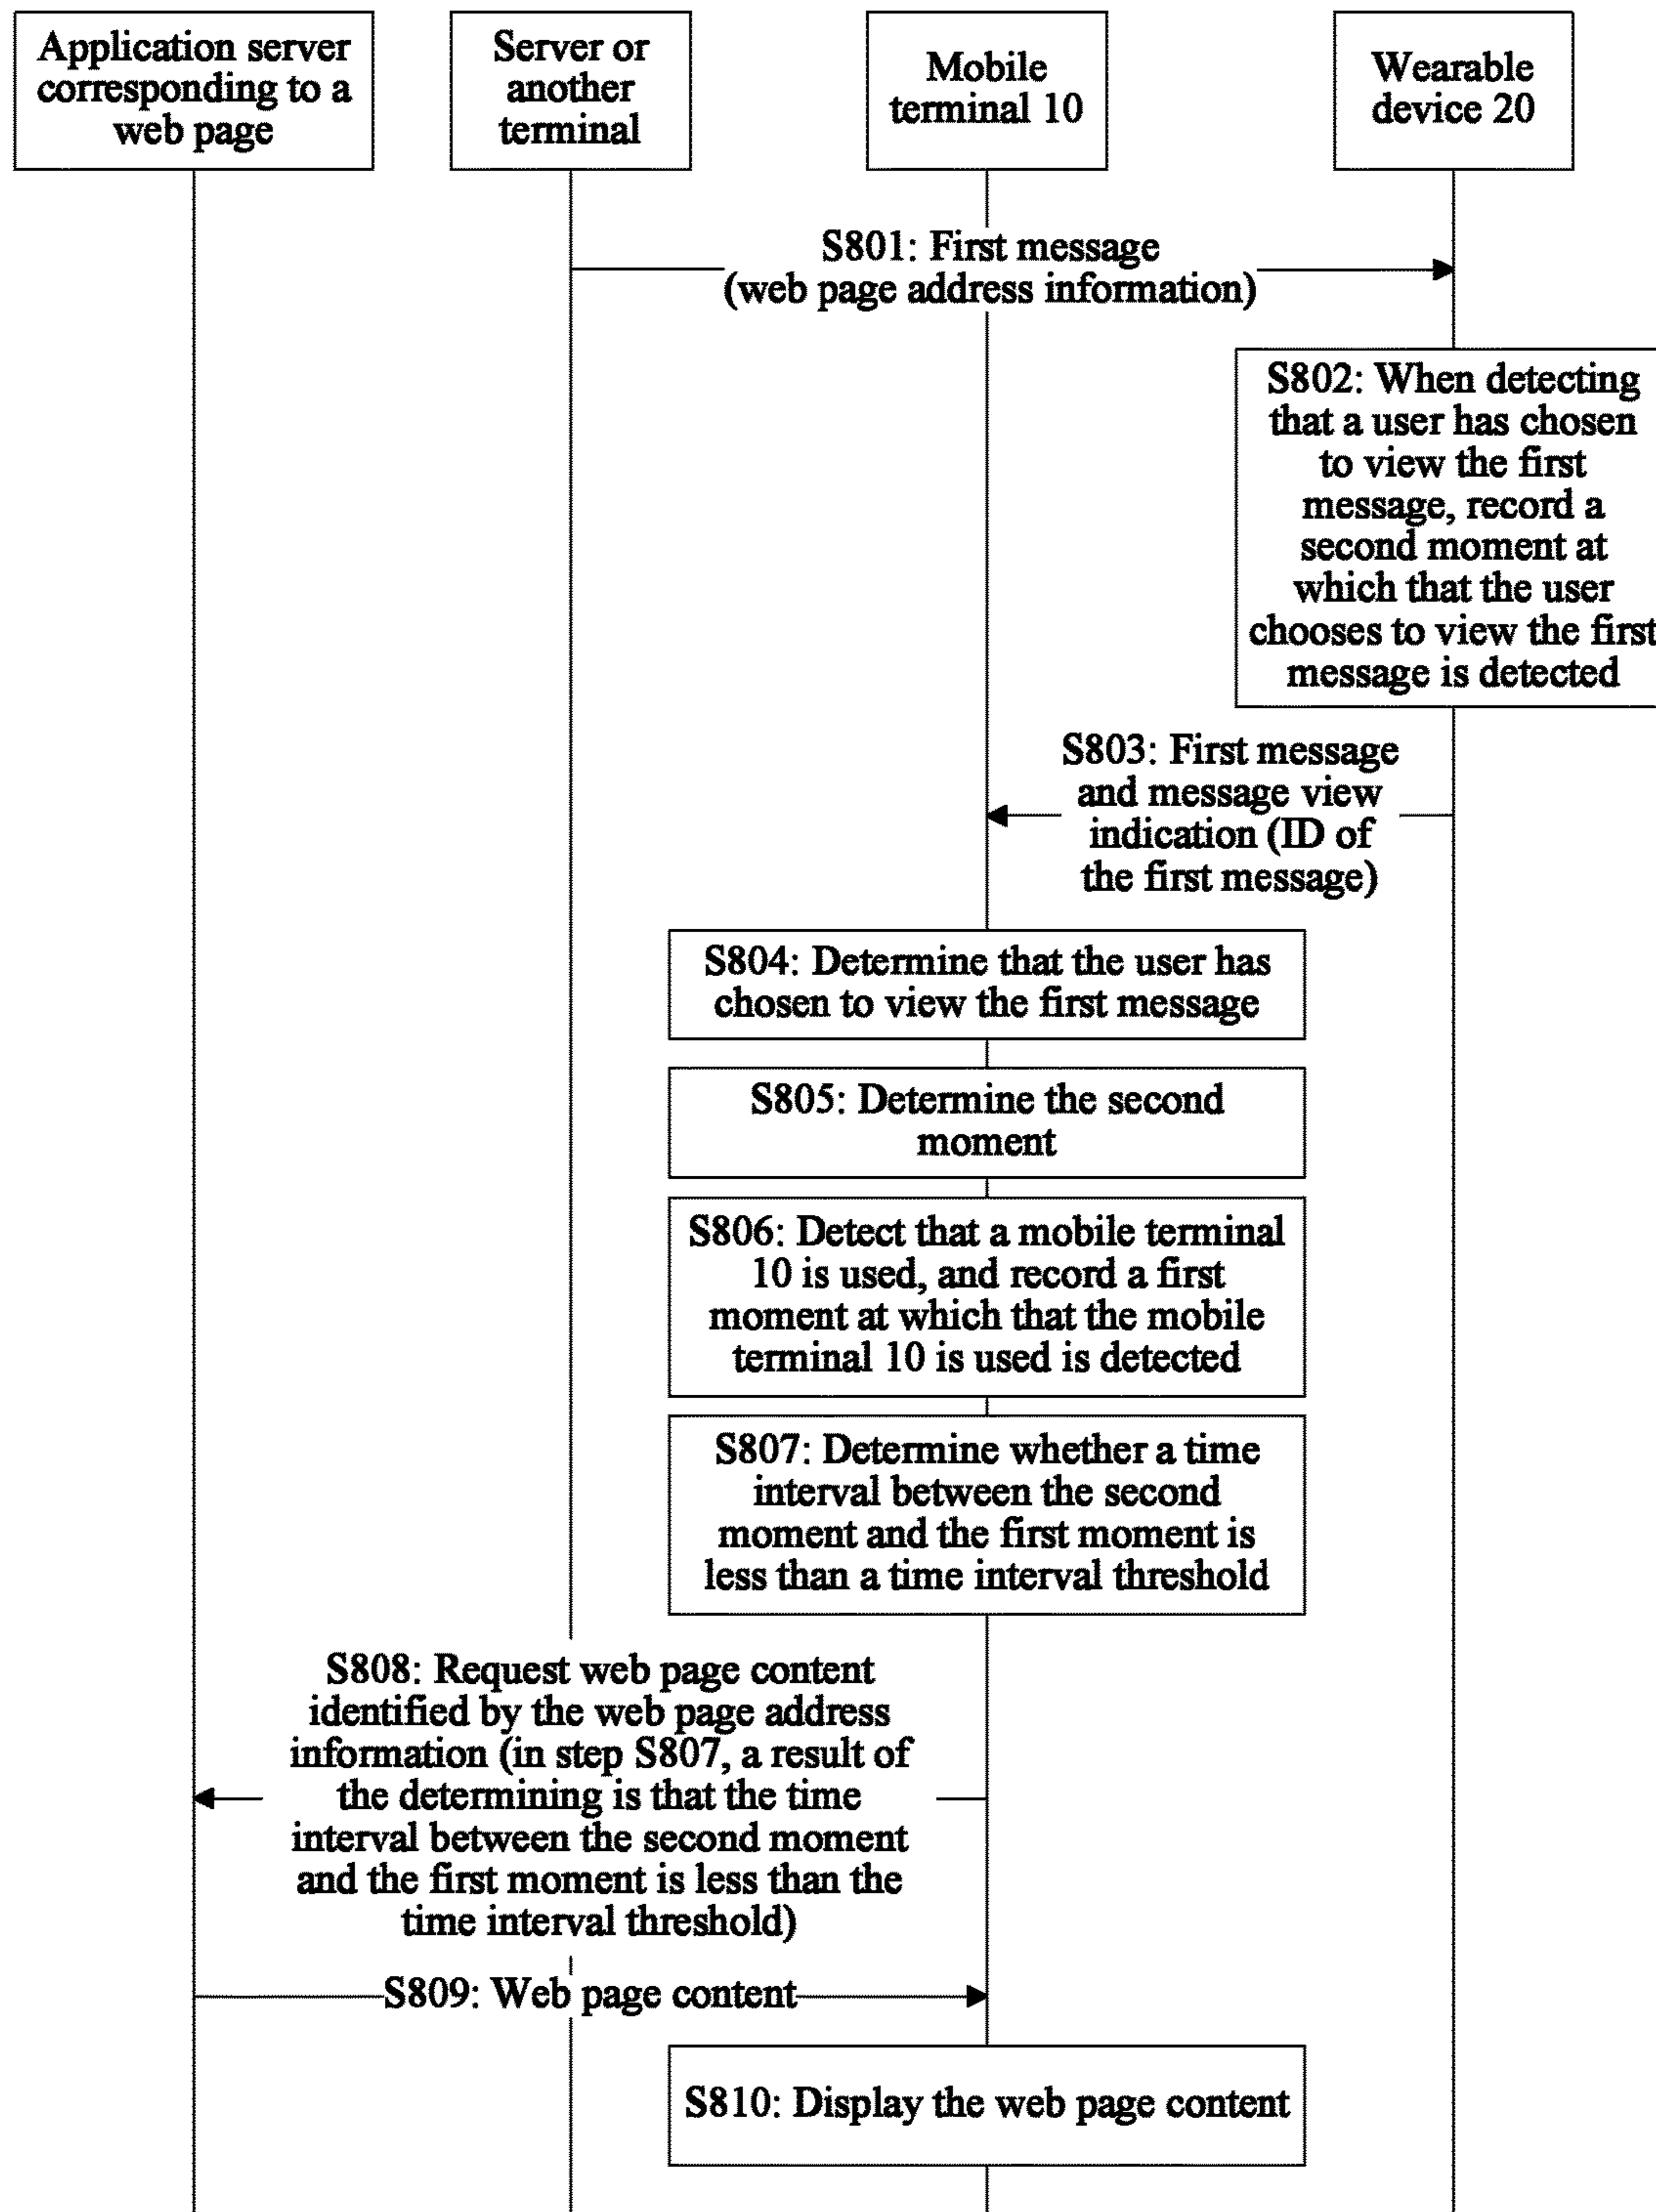 Application server
corresponding to a
web page
Server or
another
terminal
Mobile
terminal 10
Wearable
device 20
S801: First message
(web page address information)
S802: When detecting
that a user has chosen
to view the first
message, record a
second moment at
which that the user
chooses to view the first
message is detected
S803: First message
and message view
indication (ID of
the first message)
S804: Determine that the user has
chosen to view the first message
S805: Determine the second
moment
S806: Detect that a mobile terminal
10 is used, and record a first
moment at which that the mobile
terminal 10 is used is detected
S807: Determine whether a time
interval between the second
moment and the first moment is
less than a time interval threshold
S808: Request web page content
identified by the web page address
information (in step S807, a result of
the determining is that the time
interval between the second moment
and the first moment is less than the
time interval threshold)
S809: Web page content
S810: Display the web page content